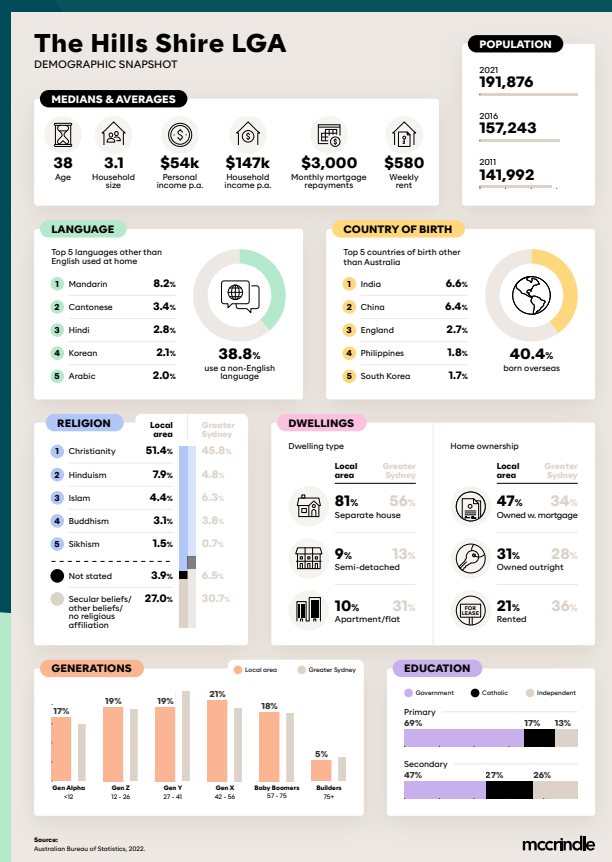 The Hills Shire LGA
DEMOGRAPHIC SNAPSHOT
POPULATION
2021
191,876
2016
157,243
2011
141,992
MEDIANS & AVERAGES
38
Age
3.1
Household
size
$54k
Personal
income p.a.
$147k
Household
income p.a.
$3,000
Monthly mortgage
repayments
$580
Weekly
rent
LANGUAGE
Top 5 languages other than
English used at home
1 Mandarin 8.2%
2 Cantonese 3.4%
3 Hindi 2.8%
4 Korean 2.1%
5 Arabic 2.0%
38.8%
use a non-English
language
COUNTRY OF BIRTH
Top 5 countries of birth other
than Australia
1 India 6.6%
2 China 6.4%
3 England 2.7%
4 Philippines 1.8%
5 South Korea 1.7%
40.4%
born overseas
RELIGION
Local
area
Greater
Sydney
1 Christianity 51.4% 45.8%
2 Hinduism 7.9% 4.8%
3 Islam 4.4% 6.3%
4 Buddhism 3.1% 3.8%
5 Sikhism 1.5% 0.7%
Not stated 3.9% 6.5%
Secular beliefs/ 27.0% 30.7%
other beliefs/
no religious
affiliation
DWELLINGS
Dwelling type
Local
area
Greater
Sydney
81% 56%
Separate house
9% 13%
Semi-detached
10% 31%
Apartment/flat
Home ownership
Local
area
Greater
Sydney
47% 34%
Owned w. mortgage
31% 28%
Owned outright
FOR
LEASE
21% 36%
Rented
GENERATIONS
Local area
Greater Sydney
17%
19%
19%
21%
18%
5%
Gen Alpha
<12
Gen Z
12 - 26
Gen Y
27 - 41
Gen X
42 - 56
Baby Boomers
57 - 75
Builders
75+
EDUCATION
Government
Catholic
Independent
Primary
69% 17% 13%
Secondary
47% 27% 26%
Source:
Australian Bureau of Statistics, 2022.
mccrindle